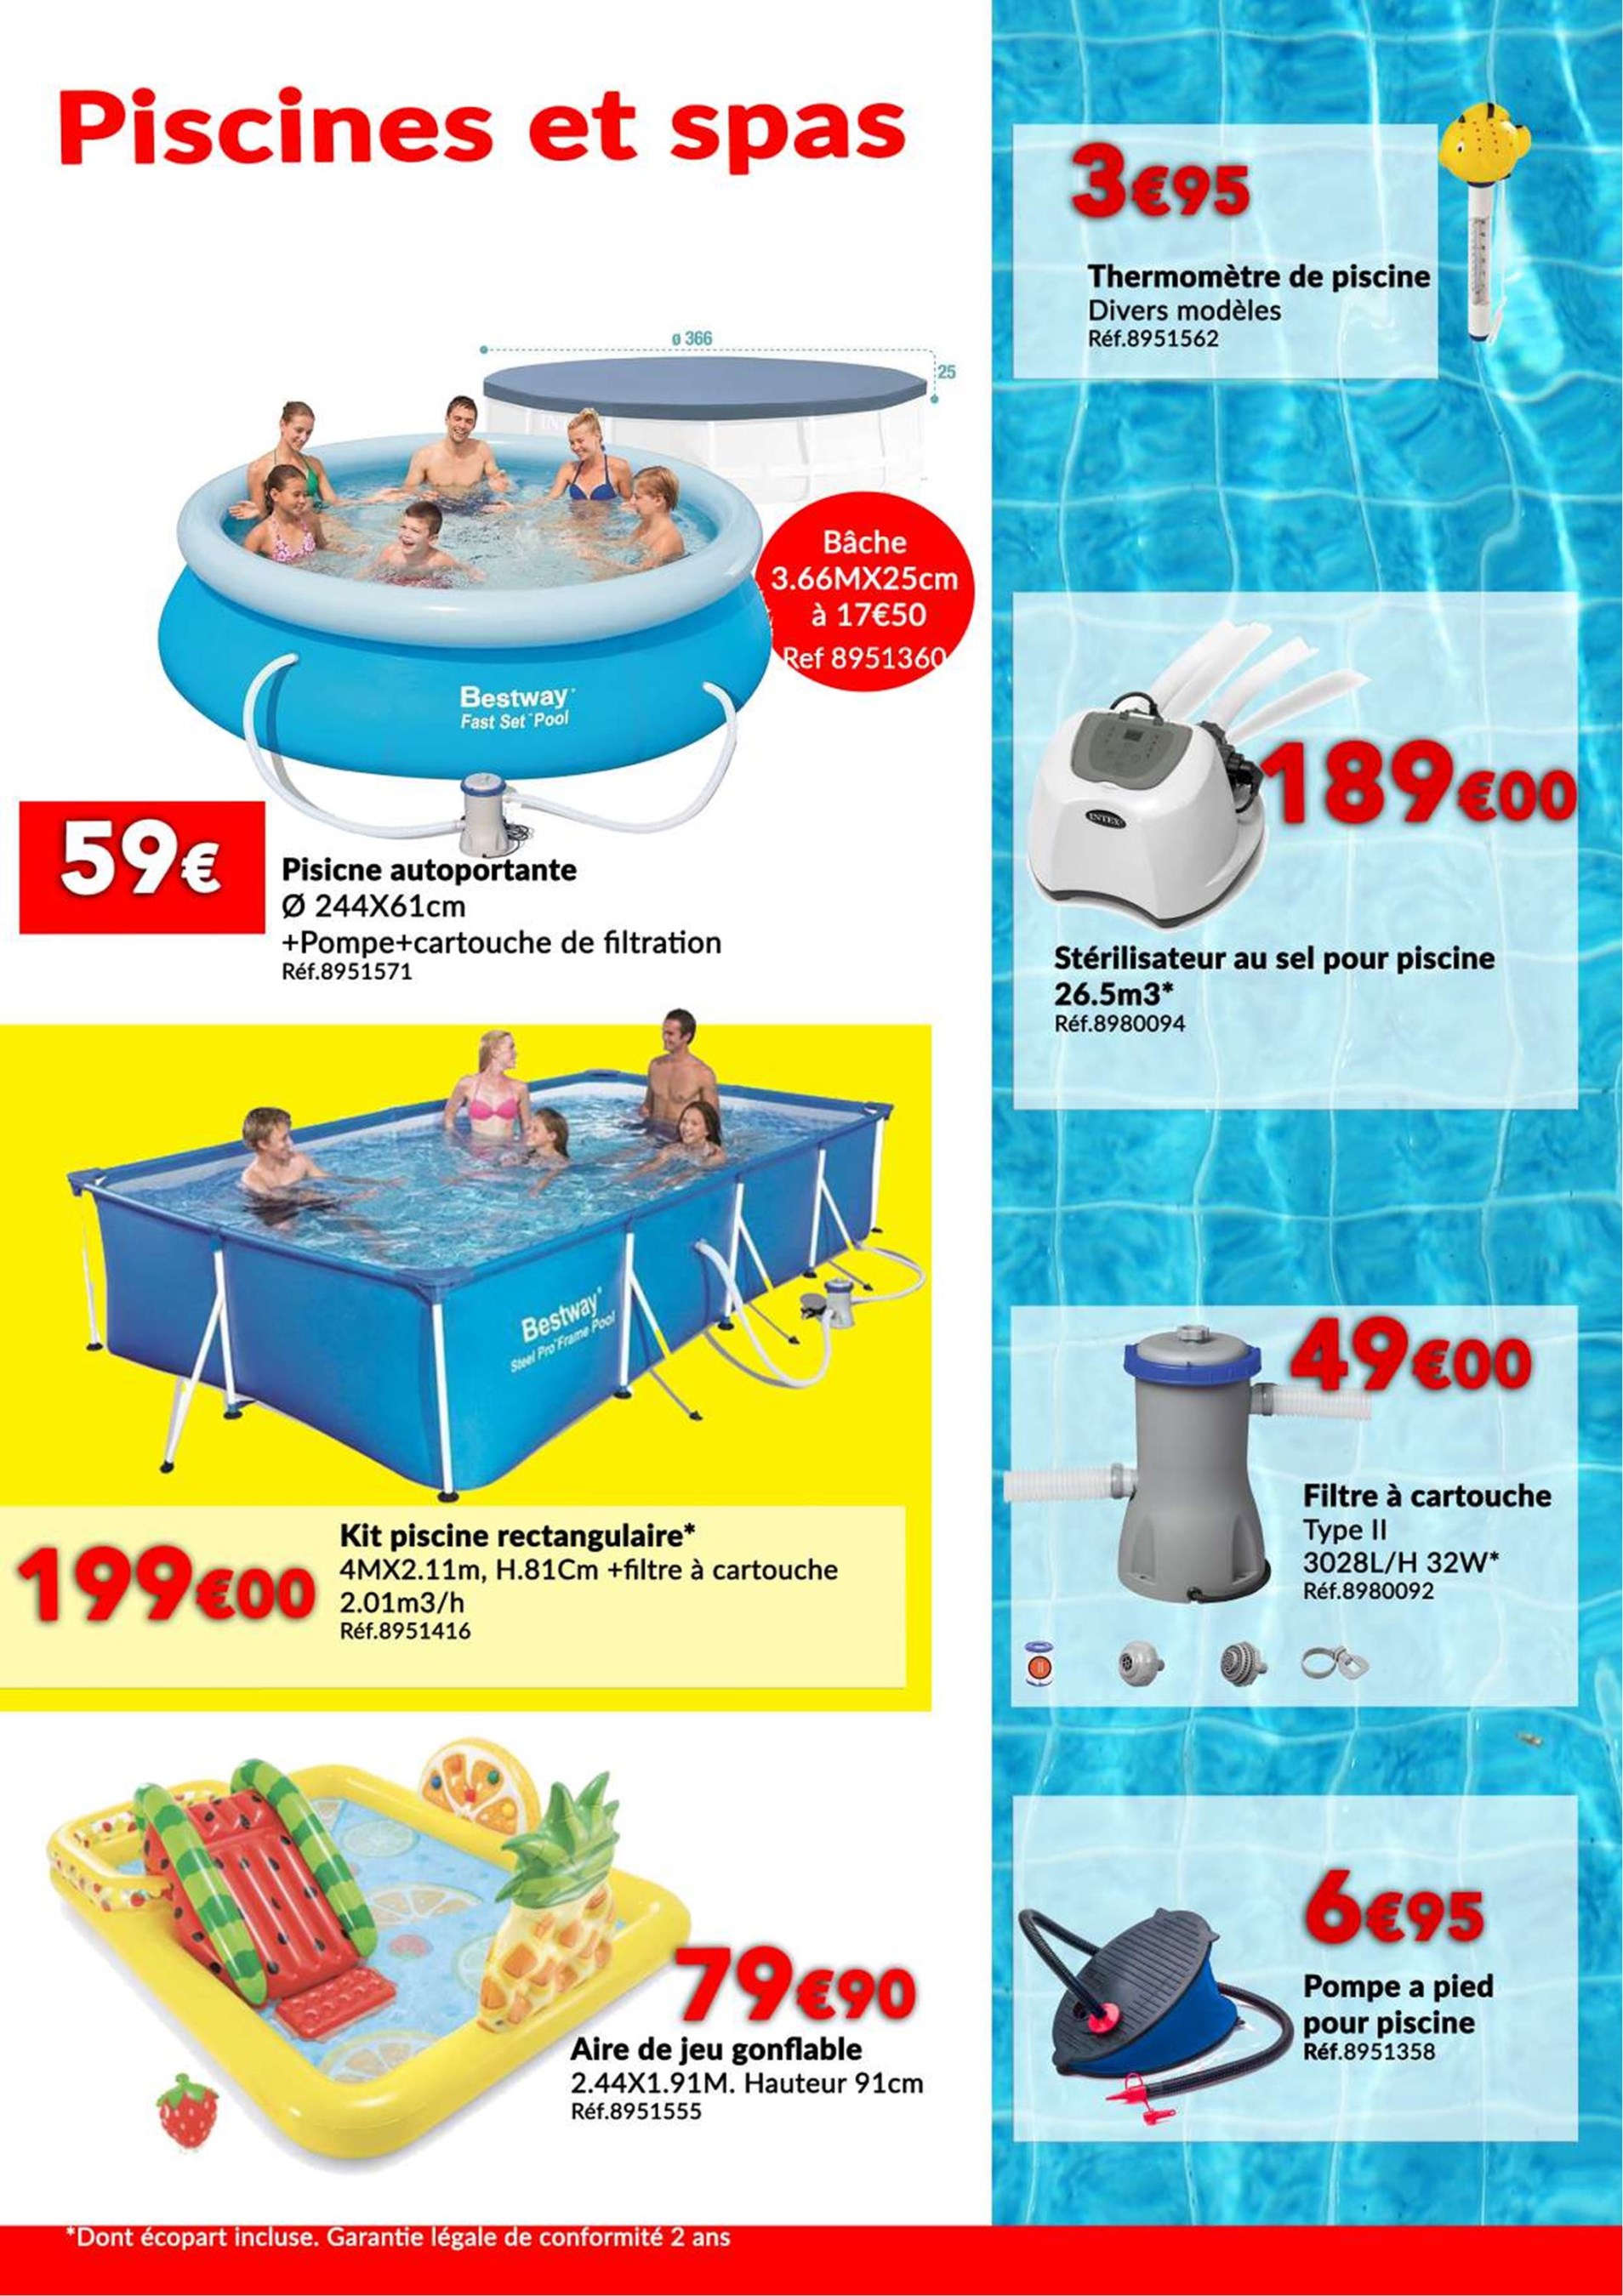 Piscines et spas
ø 366
25
Bâche
3.66MX25cm
à 17€50
Ref 8951360
Bestway
Fast Set Pool
59€
Pisicne autoportante
Ø 244X61cm
+Pompe+cartouche de filtration
Réf.8951571
Bestway
Steel Pro Frame Pool
199€00
Kit piscine rectangulaire*
4MX2.11m, H.81Cm +filtre à cartouche
2.01m3/h
Réf.8951416
79€90
Aire de jeu gonflable
2.44X1.91M. Hauteur 91cm
Réf.8951555
3€95
Thermomètre de piscine
Divers modèles
Réf.8951562
INTEX
189€00
Stérilisateur au sel pour piscine
26.5m3*
Réf.8980094
49€00
Filtre à cartouche
Type II
3028L/H 32W*
Réf.8980092
II
6€95
Pompe a pied
pour piscine
Réf.8951358
*Dont écopart incluse. Garantie légale de conformité 2 ans